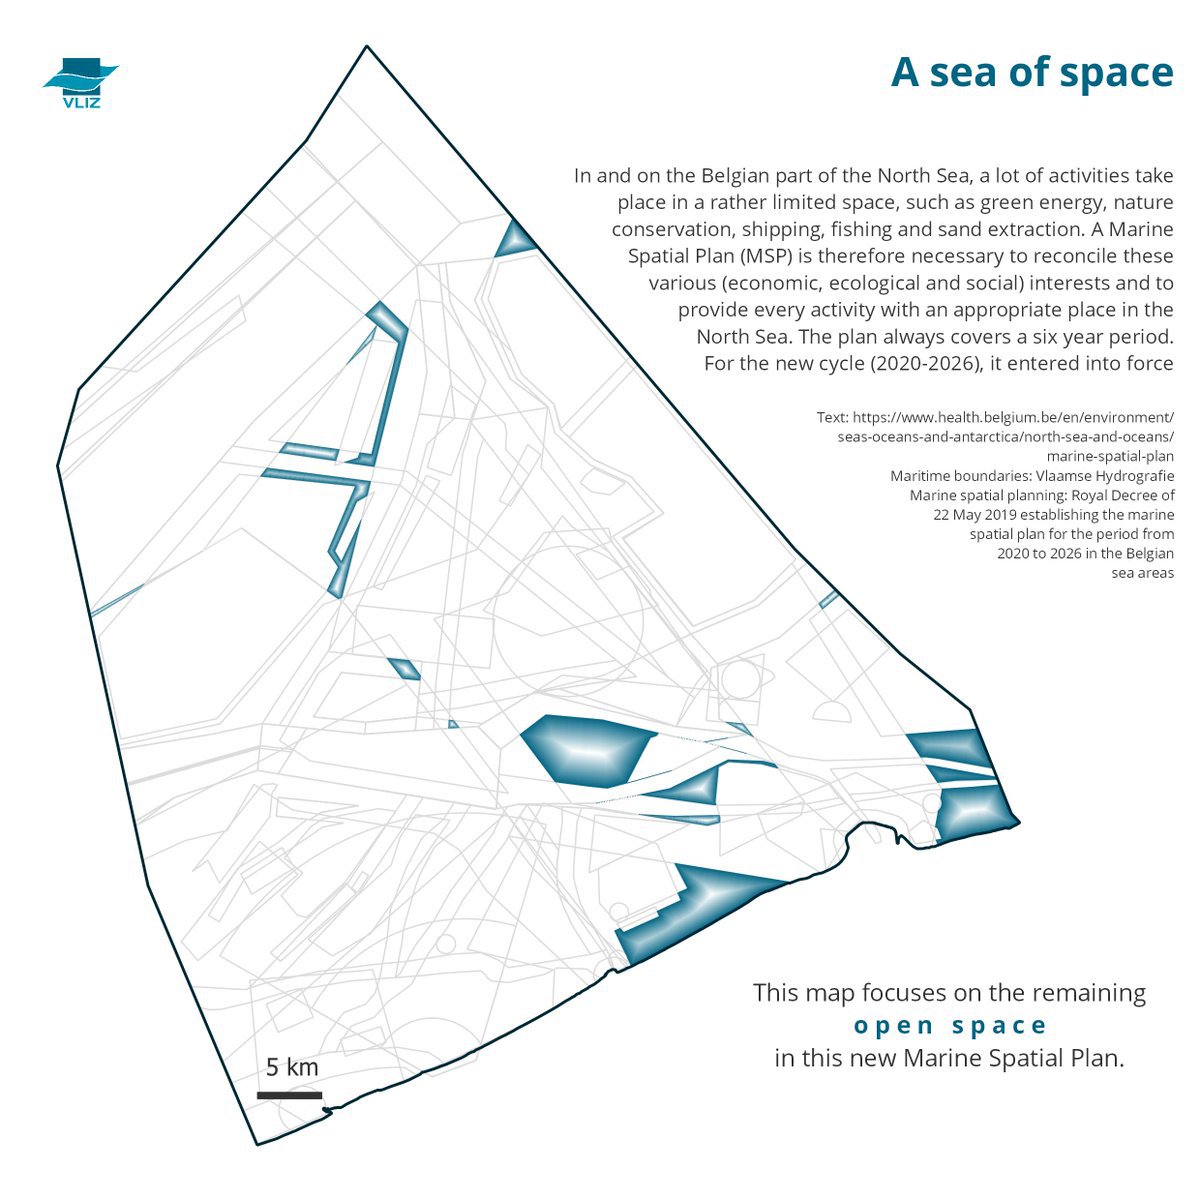 VLIZ
A sea of space
In and on the Belgian part of the North Sea, a lot of activities take
place in a rather limited space, such as green energy, nature
conservation, shipping, fishing and sand extraction. A Marine
Spatial Plan (MSP) is therefore necessary to reconcile these
various (economic, ecological and social) interests and to
provide every activity with an appropriate place in the
North Sea. The plan always covers a six year period.
For the new cycle (2020-2026), it entered into force
Text: https://www.health.belgium.be/en/environment/
seas-oceans-and-antarctica/north-sea-and-oceans/
marine-spatial-plan
Maritime boundaries: Vlaamse Hydrografie
Marine spatial planning: Royal Decree of
22 May 2019 establishing the marine
spatial plan for the period from
2020 to 2026 in the Belgian
sea areas
This map focuses on the remaining
open space
in this new Marine Spatial Plan.
5 km